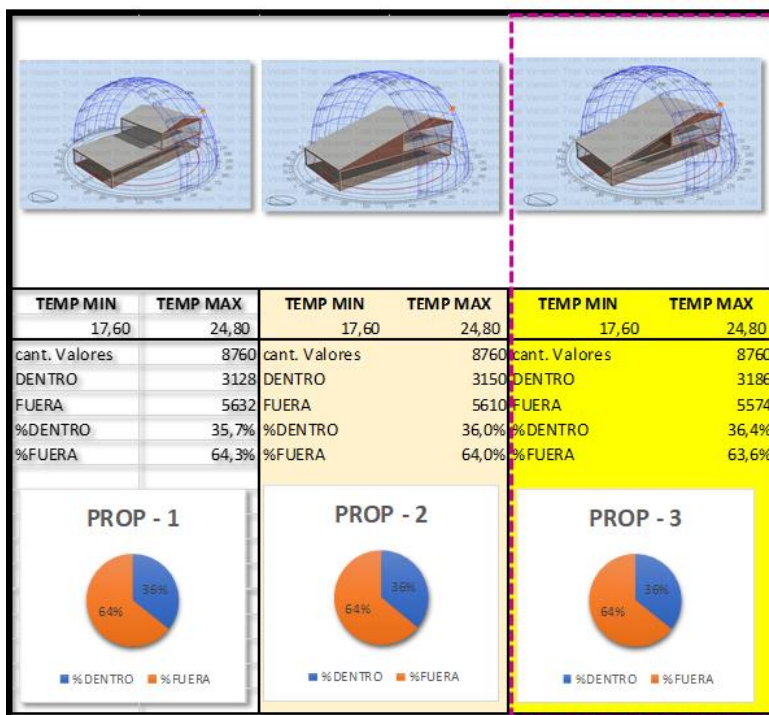 TEMP MIN TEMP MAX TEMP MIN TEMP MAX TEMP MIN TEMP MAX
17,60 24,80 17,60 24,80 17,60 24,80
cant. Valores 8760 cant. Valores 8760 cant. Valores 8760
DENTRO 3128 DENTRO 3150 DENTRO 3186
FUERA 5632 FUERA 5610 FUERA 5574
%DENTRO 35,7% %DENTRO 36,0% %DENTRO 36,4%
%FUERA 64,3% %FUERA 64,0% %FUERA 63,6%
PROP - 1 PROP - 2 PROP - 3
36% 36% 36%
64% 64% 64%
%DENTRO %FUERA %DENTRO %FUERA %DENTRO %FUERA